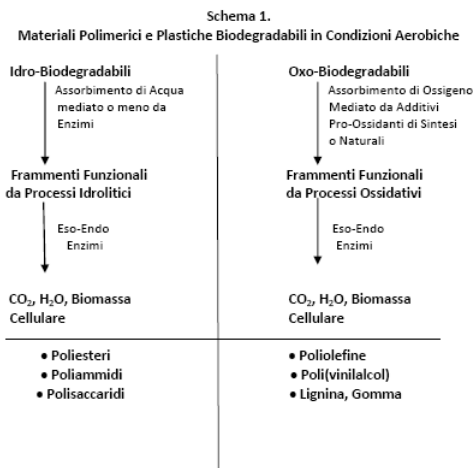 Schema 1.
Materiali Polimerici e Plastiche Biodegradabili in Condizioni Aerobiche
Idro-Biodegradabili
Assorbimento di Acqua
mediato o meno da
Enzimi
Frammenti Funzionali
da Processi Idrolitici
Eso-Endo
Enzimi
CO₂, H₂O, Biomassa
Cellulare
• Poliesteri
• Poliammidi
• Polisaccaridi
Oxo-Biodegradabili
Assorbimento di Ossigeno
Mediato da Additivi
Pro-Ossidanti di Sintesi
o Naturali
Frammenti Funzionali
da Processi Ossidativi
Eso-Endo
Enzimi
CO₂, H₂O, Biomassa
Cellulare
• Poliolefine
• Poli(vinilalcol)
• Lignina, Gomma